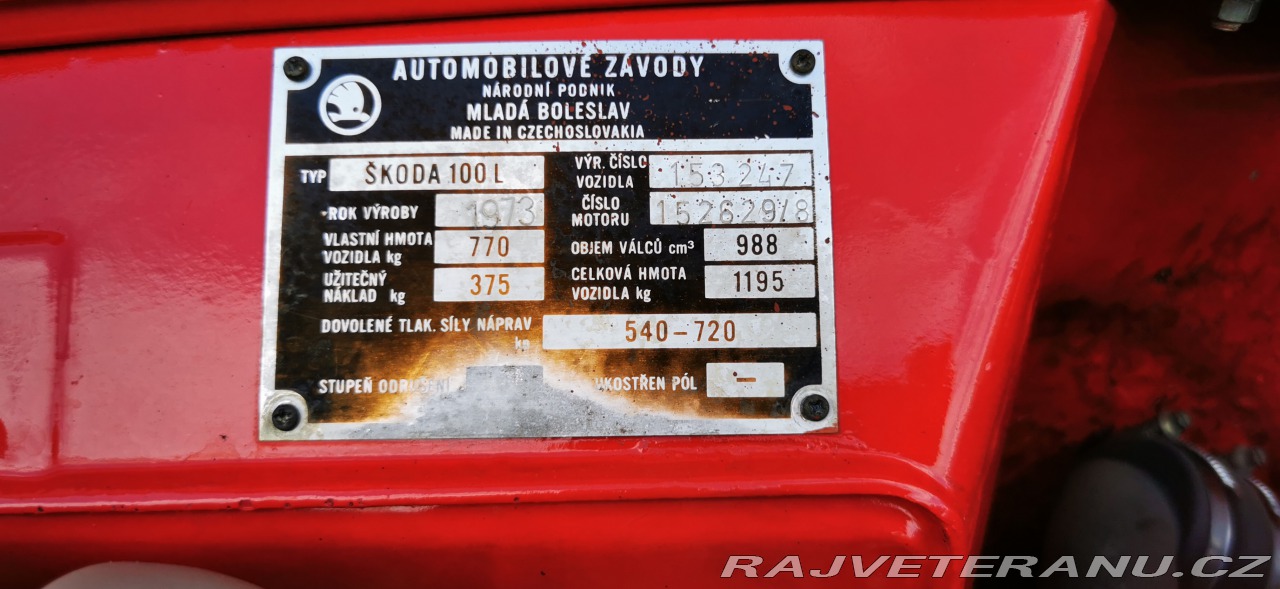 AUTOMOBILOVÉ ZÁVODY
NÁRODNÍ PODNIK
MLADÁ BOLESLAV
MADE IN CZECHOSLOVAKIA
TYP ŠKODA 100 L
VÝR. ČÍSLO
VOZIDLA 153 247
ROK VÝROBY 1973
ČÍSLO
MOTORU 152629/8
VLASTNÍ HMOTA
VOZIDLA kg 770
OBJEM VÁLCŮ cm³ 988
UŽITEČNÝ
NÁKLAD kg 375
CELKOVÁ HMOTA
VOZIDLA kg 1195
DOVOLENÉ TLAK. SÍLY NÁPRAV
kg 540-720
STUPEŇ
UKOSTŘEN PÓL -
RAJVETERANU.CZ